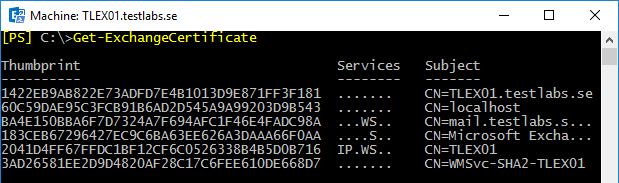 Machine: TLEX01.testlabs.se
[PS] C:\>Get-ExchangeCertificate
Thumbprint Services Subject
---------- -------- -------
1422EB9AB822E73ADFD7E4B1013D9E871FF3F181 ....... CN=TLEX01.testlabs.se
60C59DAE95C3FCB91B6AD2D545A9A99203D9B543 ....... CN=localhost
BA4E150BBA6F7D7324A7F694AFC1F46E4FADC98A ...WS.. CN=mail.testlabs.s...
183CEB67296427EC9C6BA63EE626A3DAAA66F0AA ....S.. CN=Microsoft Excha...
2041D4FF67FFDC1BF12CF6C0526338B4B5D0B716 IP.WS.. CN=TLEX01
3AD26581EE2D9D4820AF28C17C6FEE610DE668D7 ....... CN=WMSvc-SHA2-TLEX01